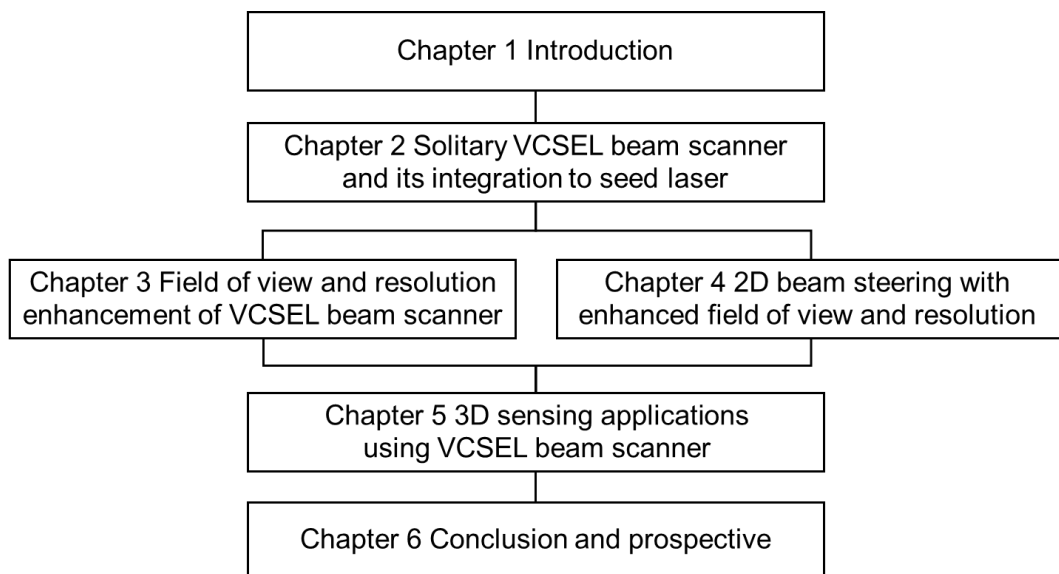 Chapter 1 Introduction
Chapter 2 Solitary VCSEL beam scanner
and its integration to seed laser
Chapter 3 Field of view and resolution
enhancement of VCSEL beam scanner
Chapter 4 2D beam steering with
enhanced field of view and resolution
Chapter 5 3D sensing applications
using VCSEL beam scanner
Chapter 6 Conclusion and prospective